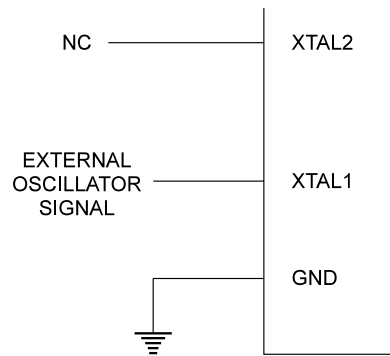 NC
XTAL2
EXTERNAL
OSCILLATOR
SIGNAL
XTAL1
GND